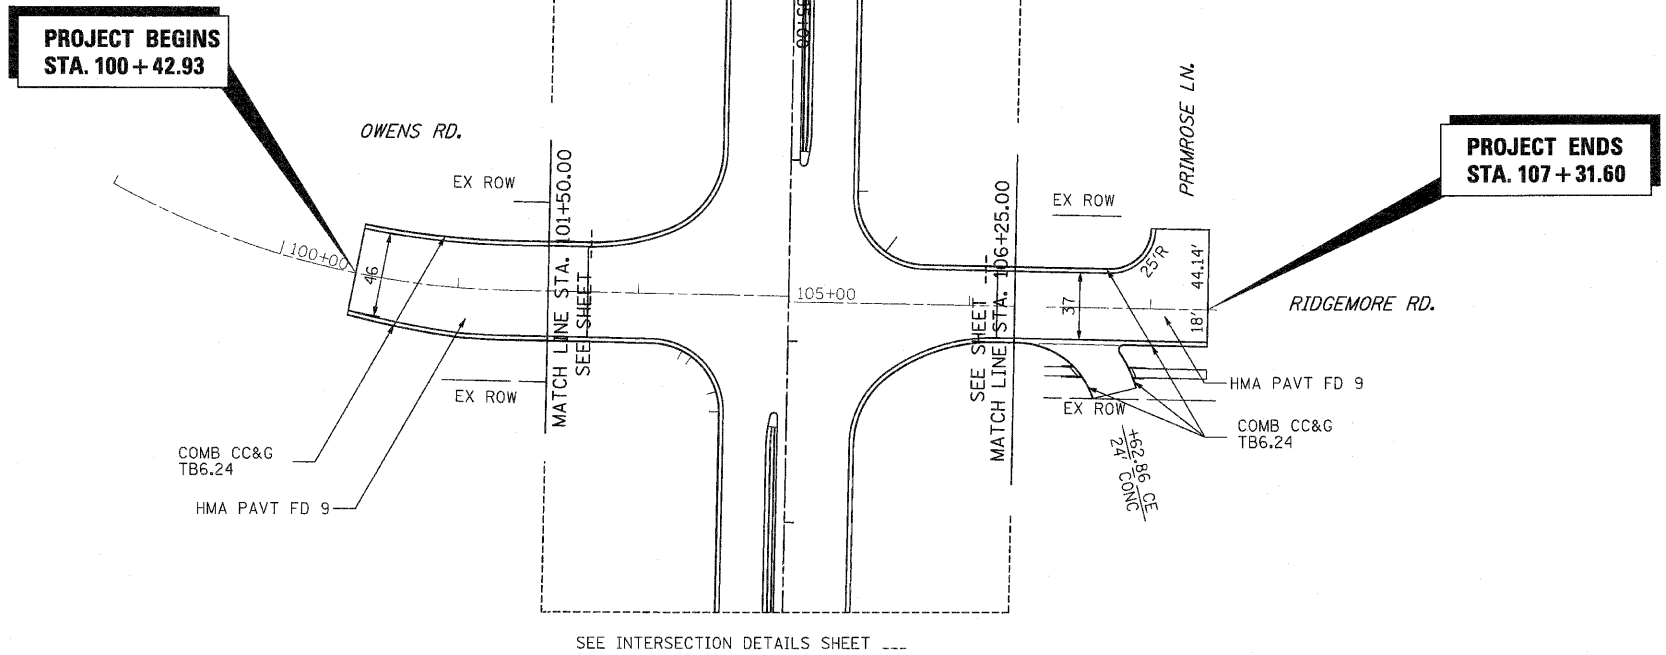 PROJECT BEGINS
STA. 100+42.93
OWENS RD.
EX ROW
MATCH LINE STA. 101+50.00
SEE SHEET
100+00
46
EX ROW
COMB CC&G
TB6.24
HMA PAVT FD 9
105+00
SEE SHEET
MATCH LINE STA. 106+25.00
EX ROW
PRIMROSE LN.
PROJECT ENDS
STA. 107+31.60
25'R
44.14'
37
18'
RIDGEMORE RD.
HMA PAVT FD 9
EX ROW
COMB CC&G
TB6.24
+62.86 CE
24' CONC
SEE INTERSECTION DETAILS SHEET ___